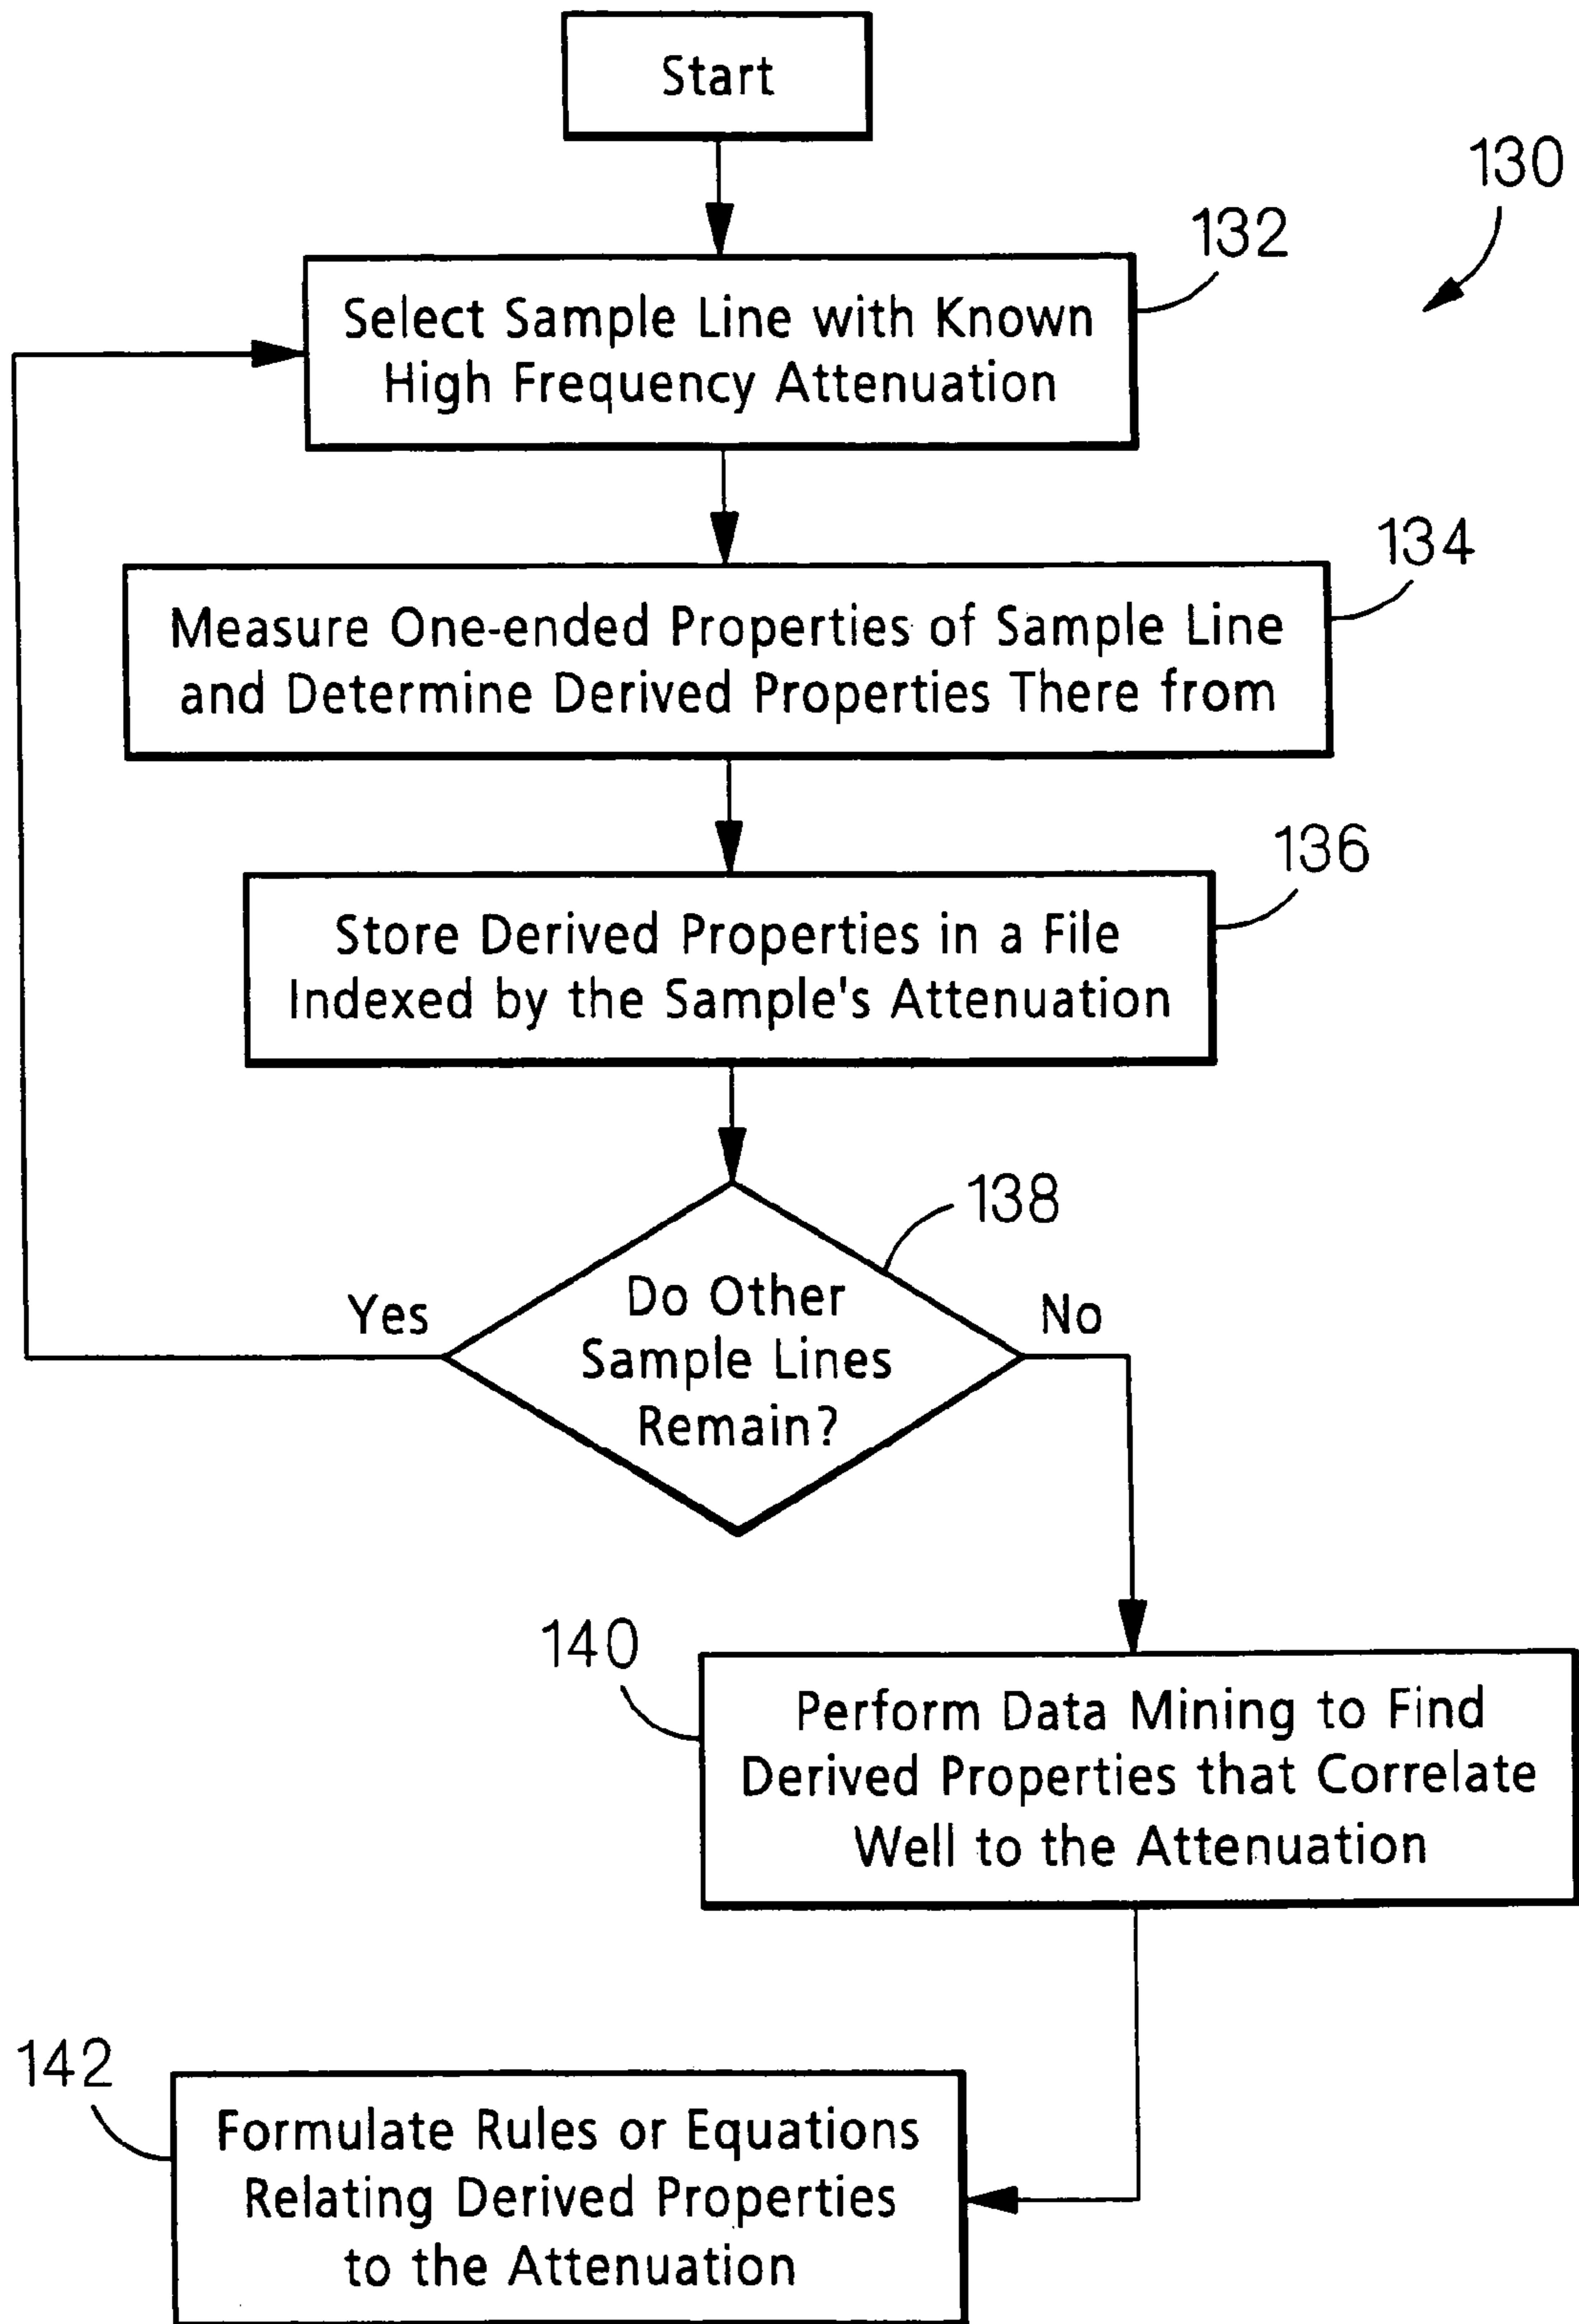 Start
130
132
Select Sample Line with Known
High Frequency Attenuation
134
Measure One-ended Properties of Sample Line
and Determine Derived Properties There from
136
Store Derived Properties in a File
Indexed by the Sample's Attenuation
138
Do Other
Sample Lines
Remain?
Yes
No
140
Perform Data Mining to Find
Derived Properties that Correlate
Well to the Attenuation
142
Formulate Rules or Equations
Relating Derived Properties
to the Attenuation